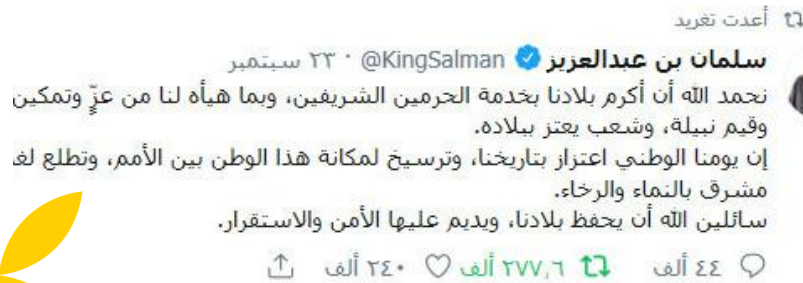 أعدت تغريد
سلمان بن عبدالعزيز @KingSalman · ٢٣ سبتمبر
نحمد الله أن أكرم بلادنا بخدمة الحرمين الشريفين، وبما هيأه لنا من عزٍّ وتمكين
وقيم نبيلة، وشعب يعتز ببلاده.
إن يومنا الوطني اعتزاز بتاريخنا، وترسيخ لمكانة هذا الوطن بين الأمم، وتطلع
مشرق بالنماء والرخاء.
سائلين الله أن يحفظ بلادنا، ويديم عليها الأمن والاستقرار.
٤٤ ألف ٢٧٧,٦ ألف ٢٤٠ ألف